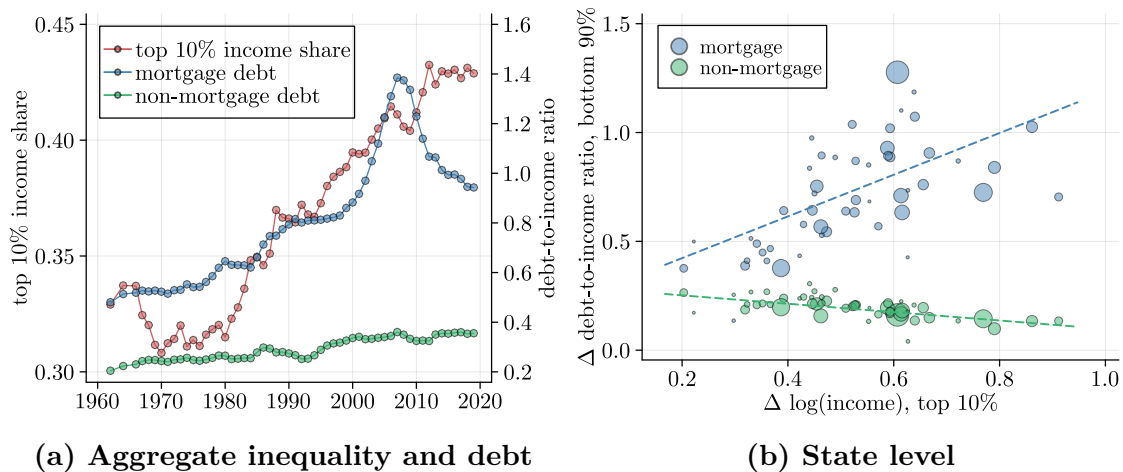 0.45
0.40
0.35
0.30
top 10% income share
top 10% income share
mortgage debt
non-mortgage debt
1.6
1.4
1.2
1.0
0.8
0.6
0.4
0.2
debt-to-income ratio
1960 1970 1980 1990 2000 2010 2020
(a) Aggregate inequality and debt
1.5
1.0
0.5
0.0
Δ debt-to-income ratio, bottom 90%
mortgage
non-mortgage
0.2 0.4 0.6 0.8 1.0
Δ log(income), top 10%
(b) State level